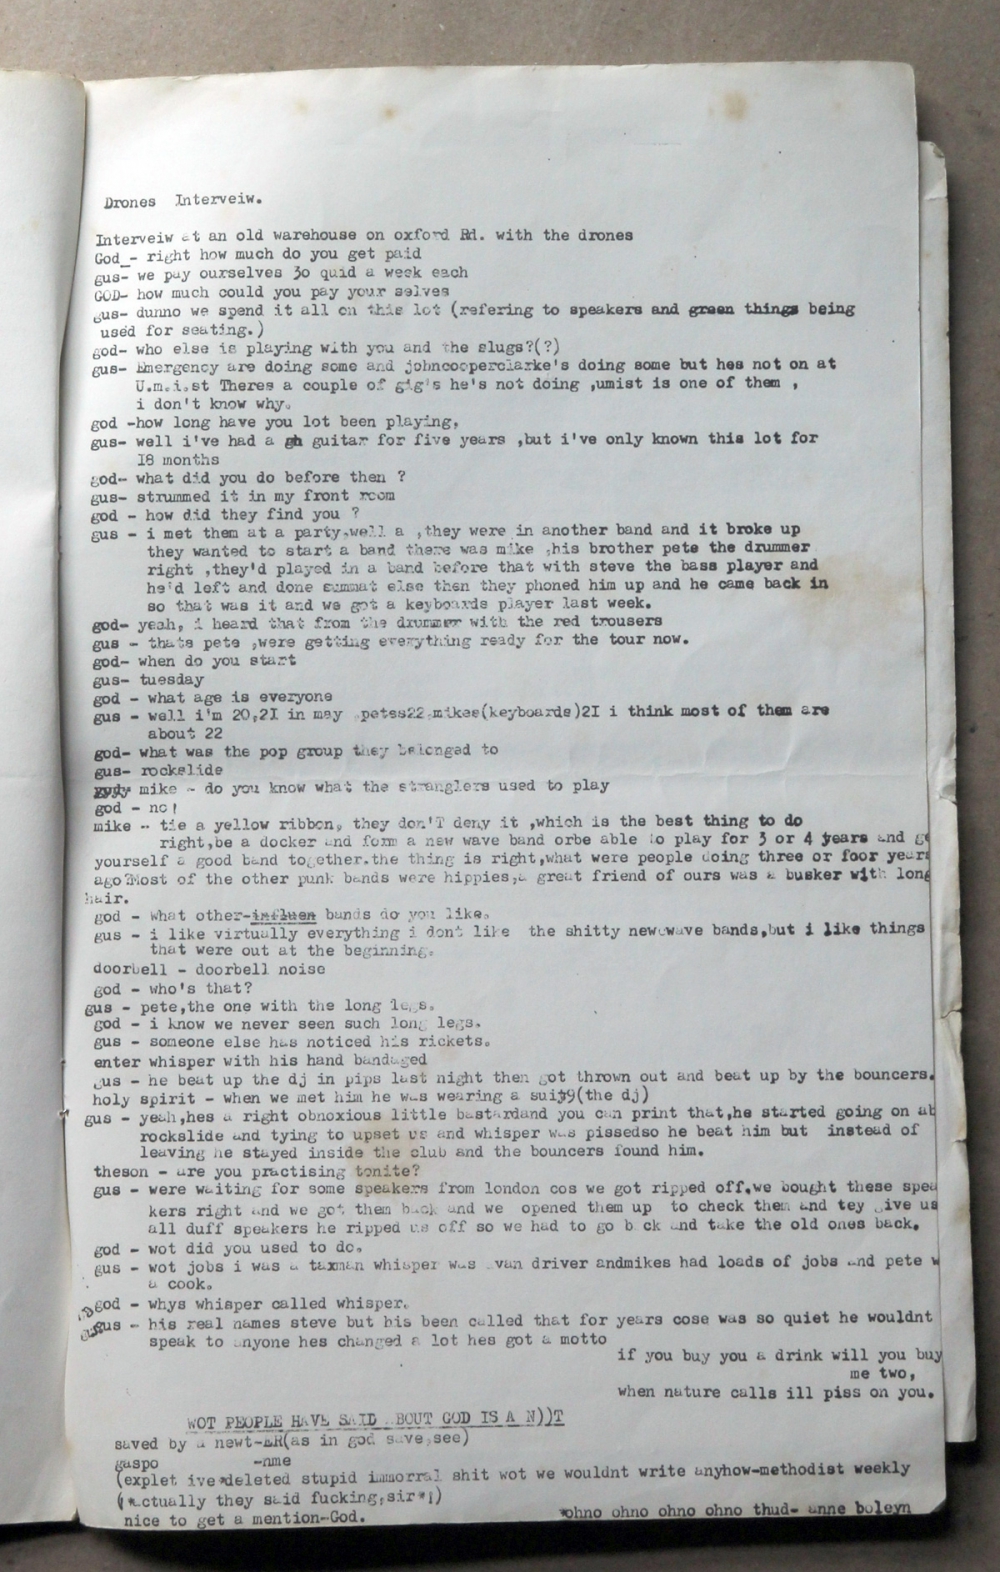 Drones Interveiw.
Interveiw at an old warehouse on oxford Rd. with the drones
God_- right how much do you get paid
gus- we pay ourselves 3o quid a week each
GOD- how much could you pay your selves
gus- dunno we spend it all on this lot (refering to speakers and green things being
used for seating.)
god- who else is playing with you and the slugs?(?)
gus- Emergency are doing some and johncooperclarke's doing some but hes not on at
U.m.i.st Theres a couple of gig's he's not doing ,umist is one of them ,
i don't know why.
god -how long have you lot been playing,
gus- well i've had a guitar for five years ,but i've only known this lot for
I8 months
god- what did you do before then ?
gus- strummed it in my front room
god - how did they find you ?
gus - i met them at a party,well a ,they were in another band and it broke up
they wanted to start a band there was mike ,his brother pete the drummer
right ,they'd played in a band before that with steve the bass player and
he'd left and done summat else then they phoned him up and he came back in
so that was it and we got a keyboards player last week.
god- yeah, i heard that from the drummer with the red trousers
gus - thats pete ,were getting everything ready for the tour now.
god- when do you start
gus- tuesday
god - what age is everyone
gus - well i'm 20,2I in may petes22,mikes(keyboards)2I i think most of them are
about 22
god- what was the pop group they belonged to
gus- rockslide
mike - do you know what the stranglers used to play
god - no!
mike - tie a yellow ribbon, they don'T deny it ,which is the best thing to do
right,be a docker and form a new wave band orbe able to play for 3 or 4 years and ge
yourself a good band together.the thing is right,what were people doing three or foor years
ago?Most of the other punk bands were hippies,a great friend of ours was a busker with long
hair.
god - what other-influen bands do you like.
gus - i like virtually everything i dont like the shitty new wave bands,but i like things
that were out at the beginning.
doorbell - doorbell noise
god - who's that?
gus - pete,the one with the long legs.
god - i know we never seen such long legs.
gus - someone else has noticed his rickets.
enter whisper with his hand bandaged
gus - he beat up the dj in pips last night then got thrown out and beat up by the bouncers.
holy spirit - when we met him he was wearing a (the dj)
gus - yeah,hes a right obnoxious little bastardand you can print that,he started going on ab
rockslide and tying to upset us and whisper was pissedso he beat him but instead of
leaving he stayed inside the club and the bouncers found him.
theson - are you practising tonite?
gus - were waiting for some speakers from london cos we got ripped off.we bought these spea
kers right and we got them back and we opened them up to check them and tey give us
all duff speakers he ripped us off so we had to go back and take the old ones back.
god - wot did you used to do.
gus - wot jobs i was a taxman whisper was van driver andmikes had loads of jobs and pete w
a cook.
god - whys whisper called whisper.
gus - his real names steve but his been called that for years cose was so quiet he wouldnt
speak to anyone hes changed a lot hes got a motto
if you buy you a drink will you buy
me two,
when nature calls ill piss on you.
WOT PEOPLE HAVE SAID ABOUT GOD IS A N))T
saved by a newt-AR(as in god save,see)
gaspo -nme
(explet ive*deleted stupid immorral shit wot we wouldnt write anyhow-methodist weekly
(*actually they said fucking,sir*!)
nice to get a mention-God.
*ohno ohno ohno ohno thud- anne boleyn